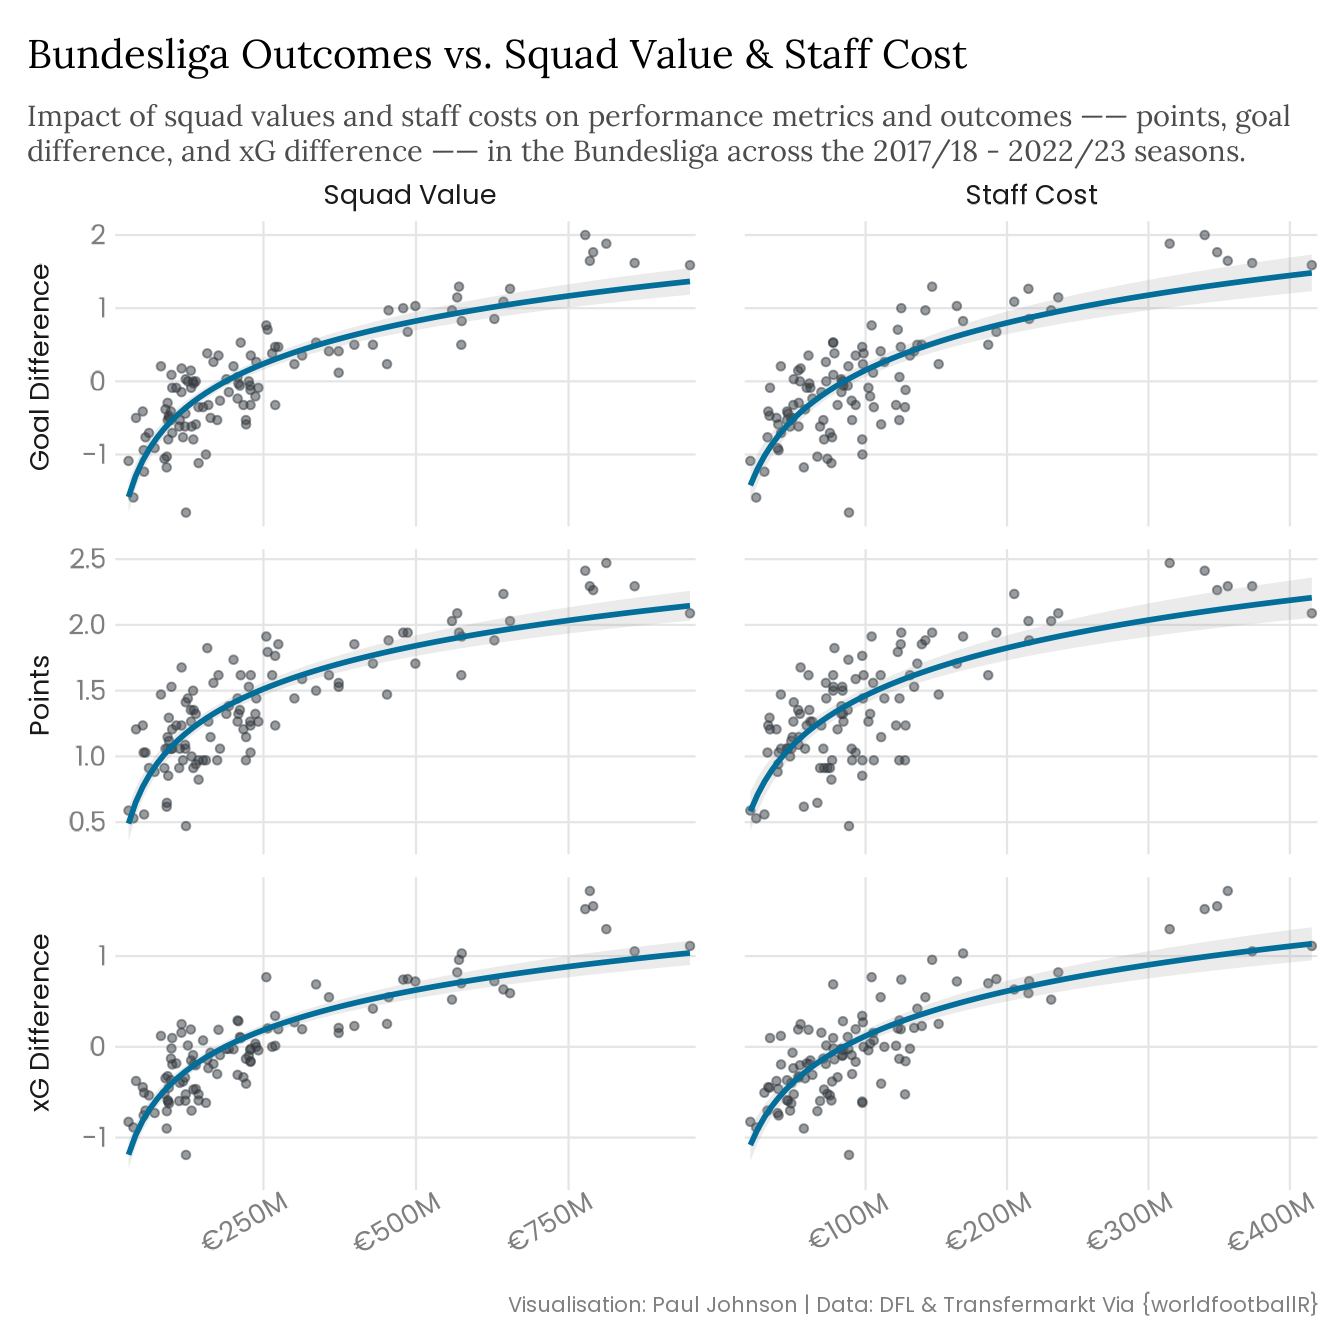 Bundesliga Outcomes vs. Squad Value & Staff Cost
Impact of squad values and staff costs on performance metrics and outcomes —— points, goal
difference, and xG difference —— in the Bundesliga across the 2017/18 - 2022/23 seasons.
Squad Value
Staff Cost
Goal Difference
2
1
0
−1
Points
2.5
2.0
1.5
1.0
0.5
xG Difference
1
0
−1
€250M
€500M
€750M
€100M
€200M
€300M
€400M
Visualisation: Paul Johnson | Data: DFL & Transfermarkt Via {worldfootballR}